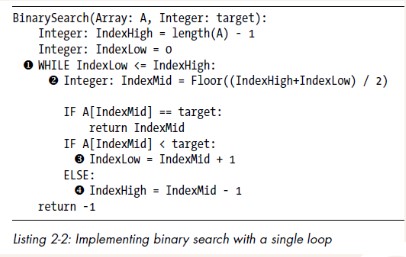 BinarySearch(Array: A, Integer: target):
    Integer: IndexHigh = length(A) - 1
    Integer: IndexLow = 0
  ❶ WHILE IndexLow <= IndexHigh:
      ❷ Integer: IndexMid = Floor((IndexHigh+IndexLow) / 2)

        IF A[IndexMid] == target:
            return IndexMid
        IF A[IndexMid] < target:
          ❸ IndexLow = IndexMid + 1
        ELSE:
          ❹ IndexHigh = IndexMid - 1
    return -1
Listing 2-2: Implementing binary search with a single loop